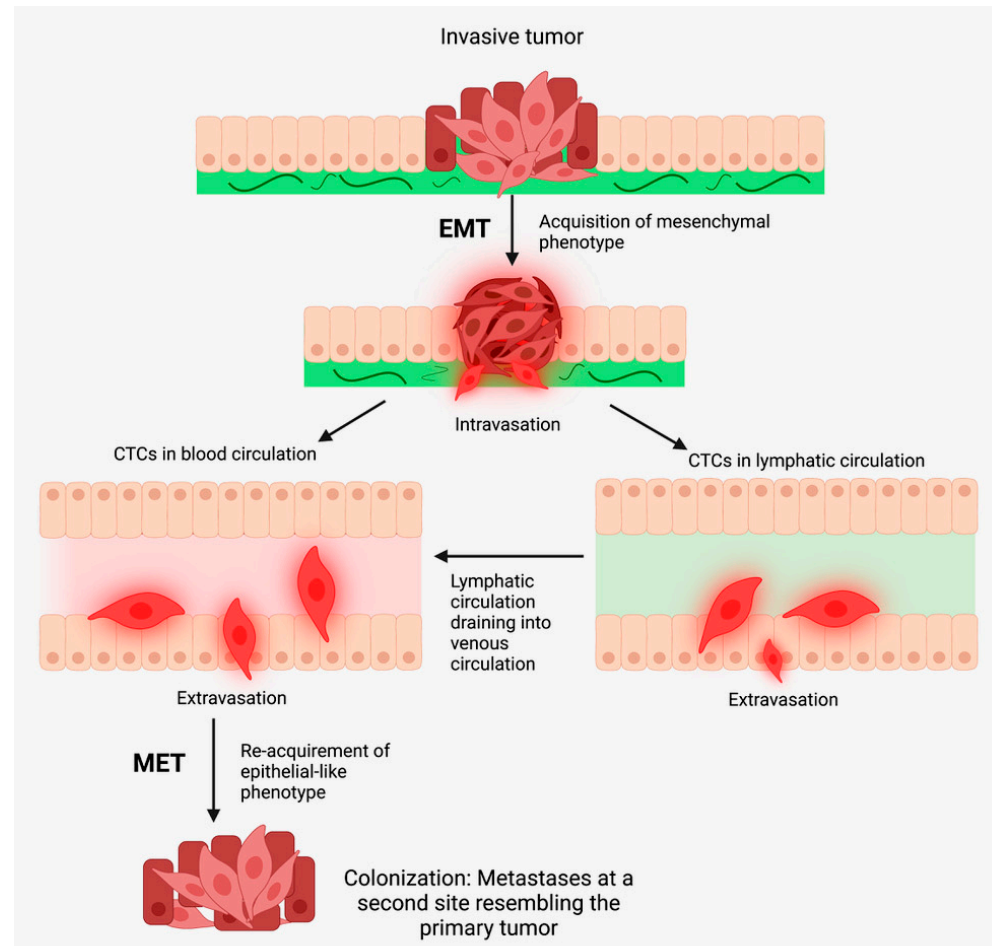 Invasive tumor
EMT
Acquisition of mesenchymal
phenotype
Intravasation
CTCs in blood circulation
CTCs in lymphatic circulation
Lymphatic
circulation
draining into
venous
circulation
Extravasation
Extravasation
MET
Re-acquirement of
epithelial-like
phenotype
Colonization: Metastases at a
second site resembling the
primary tumor